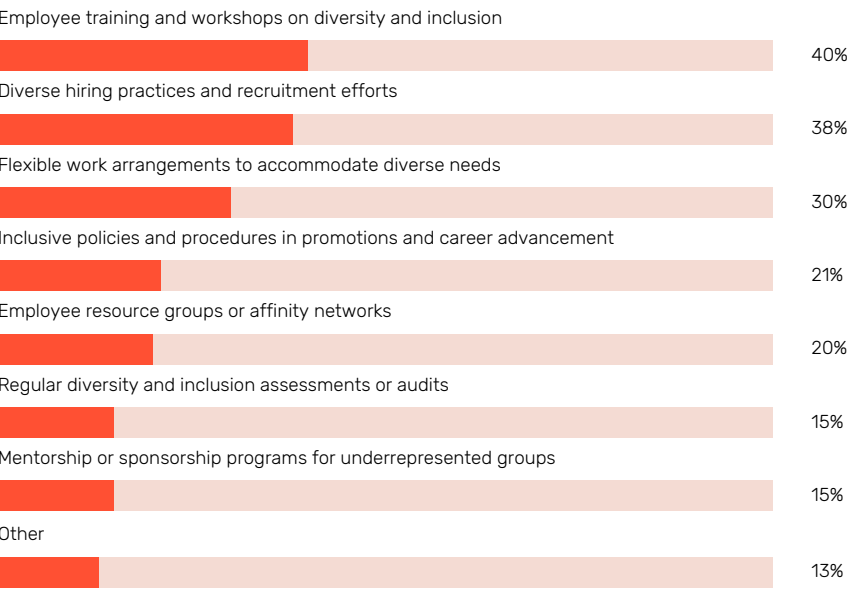 Employee training and workshops on diversity and inclusion
40%
Diverse hiring practices and recruitment efforts
38%
Flexible work arrangements to accommodate diverse needs
30%
Inclusive policies and procedures in promotions and career advancement
21%
Employee resource groups or affinity networks
20%
Regular diversity and inclusion assessments or audits
15%
Mentorship or sponsorship programs for underrepresented groups
15%
Other
13%